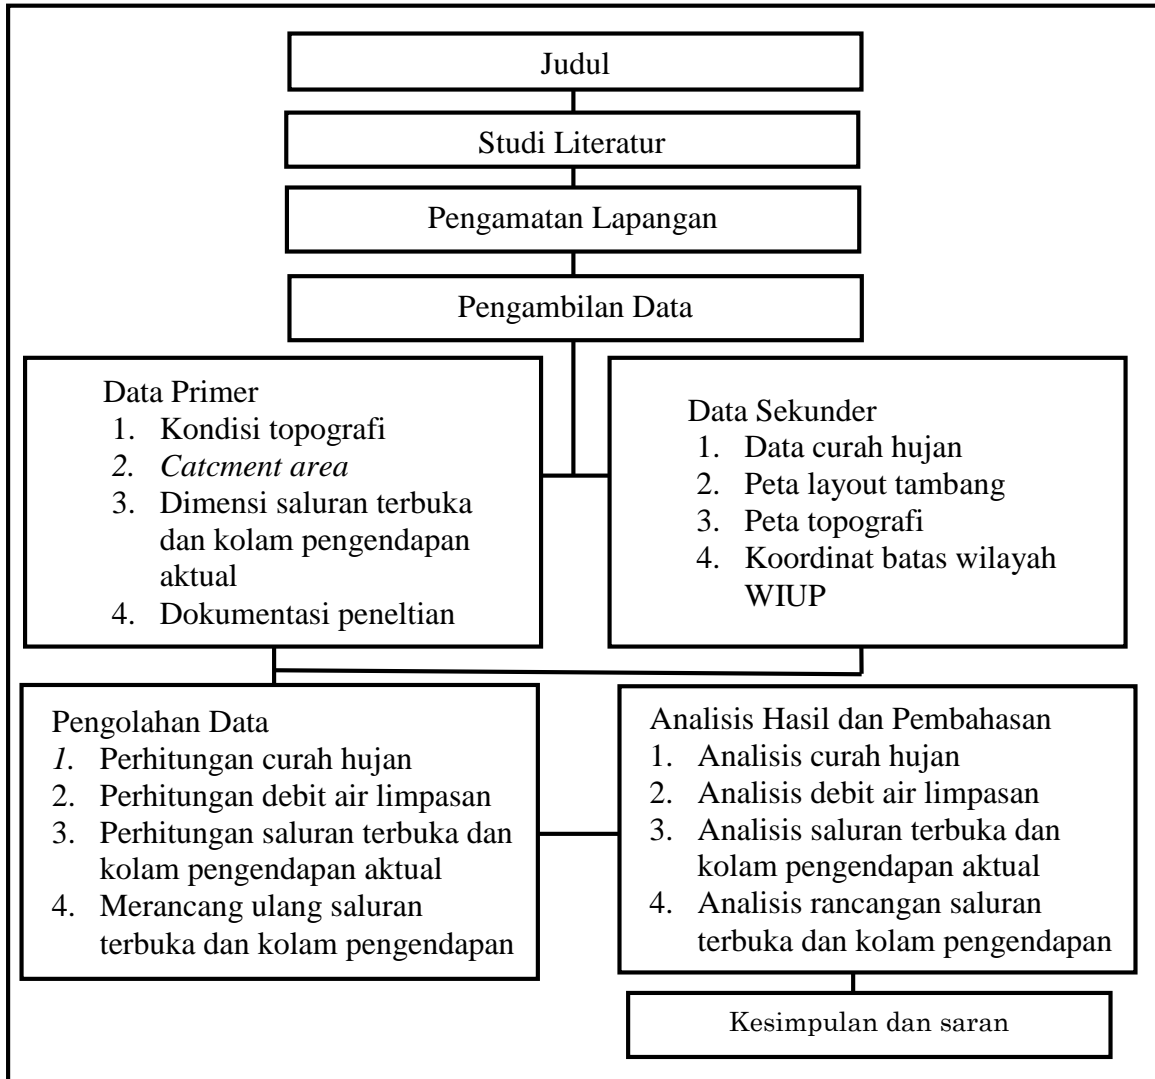 Judul
Studi Literatur
Pengamatan Lapangan
Pengambilan Data
Data Primer
1. Kondisi topografi
2. Catcment area
3. Dimensi saluran terbuka
dan kolam pengendapan
aktual
4. Dokumentasi peneltian
Data Sekunder
1. Data curah hujan
2. Peta layout tambang
3. Peta topografi
4. Koordinat batas wilayah
WIUP
Pengolahan Data
1. Perhitungan curah hujan
2. Perhitungan debit air limpasan
3. Perhitungan saluran terbuka dan
kolam pengendapan aktual
4. Merancang ulang saluran
terbuka dan kolam pengendapan
Analisis Hasil dan Pembahasan
1. Analisis curah hujan
2. Analisis debit air limpasan
3. Analisis saluran terbuka dan
kolam pengendapan aktual
4. Analisis rancangan saluran
terbuka dan kolam pengendapan
Kesimpulan dan saran